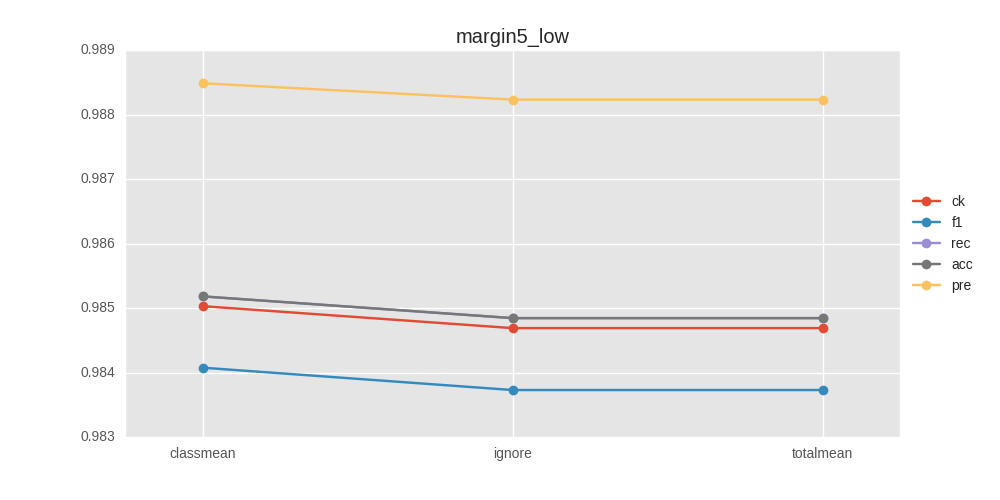 margin5_low
0.989
0.988
0.987
0.986
0.985
0.984
0.983
classmean
ignore
totalmean
ck
f1
rec
acc
pre